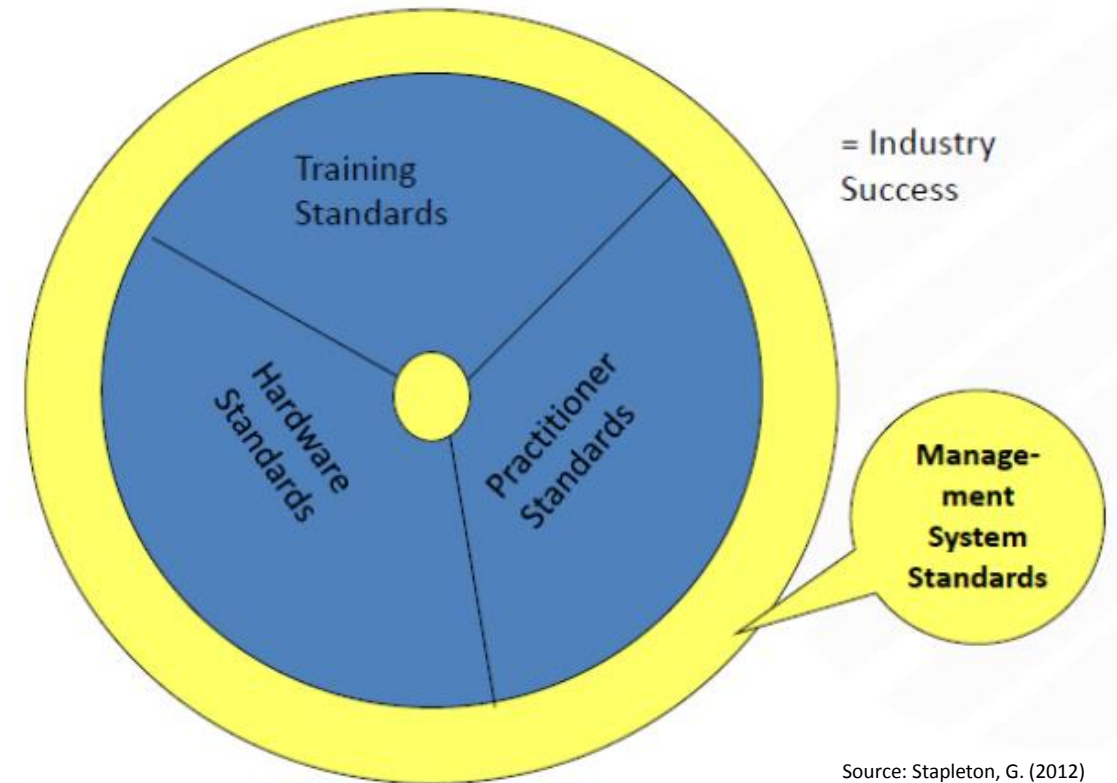 Training
Standards
= Industry
Success
Hardware
Standards
Practitioner
Standards
Manage-
ment
System
Standards
Source: Stapleton, G. (2012)